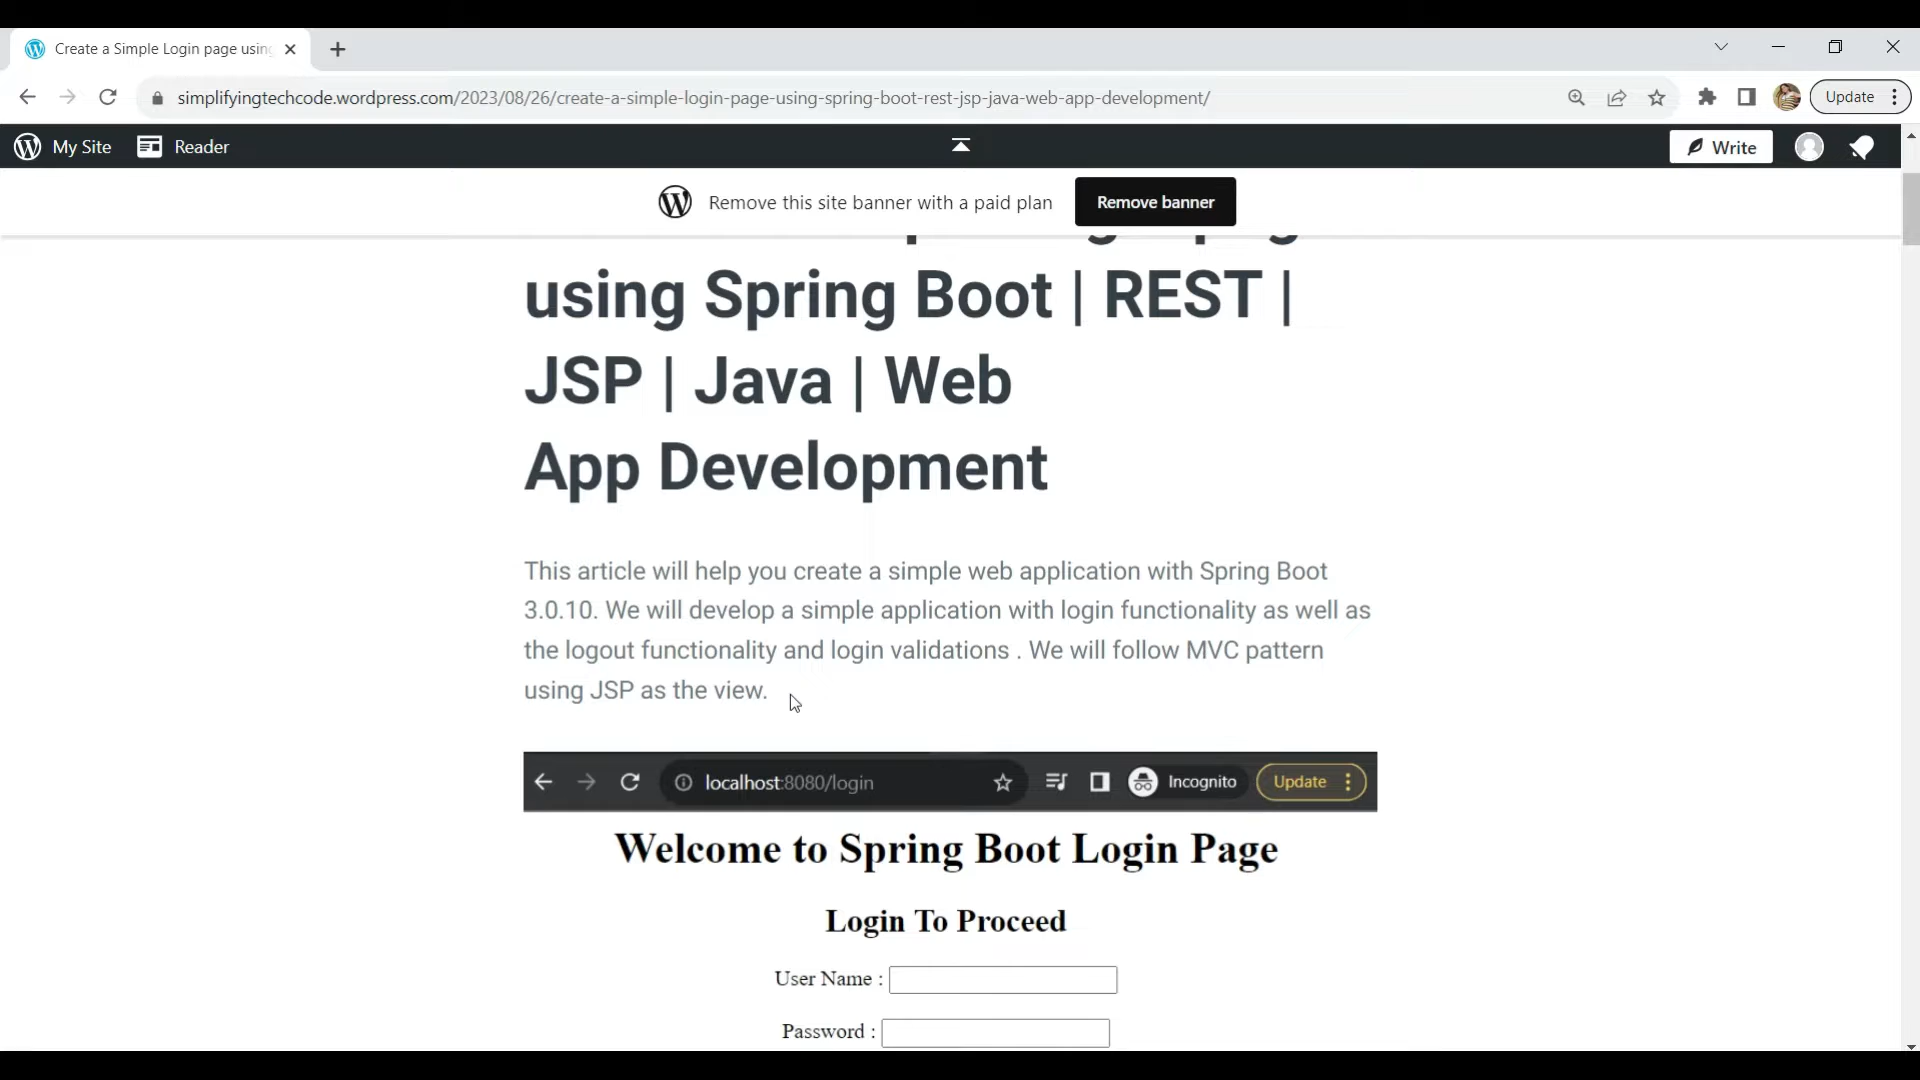 Create a Simple Login page using
simplifyingtechcode.wordpress.com/2023/08/26/create-a-simple-login-page-using-spring-boot-rest-jsp-java-web-app-development/
Update
My Site
Reader
Write
Remove this site banner with a paid plan
Remove banner
using Spring Boot | REST |
JSP | Java | Web
App Development
This article will help you create a simple web application with Spring Boot
3.0.10. We will develop a simple application with login functionality as well as
the logout functionality and login validations . We will follow MVC pattern
using JSP as the view.
localhost:8080/login
Incognito
Update
Welcome to Spring Boot Login Page
Login To Proceed
User Name :
Password :